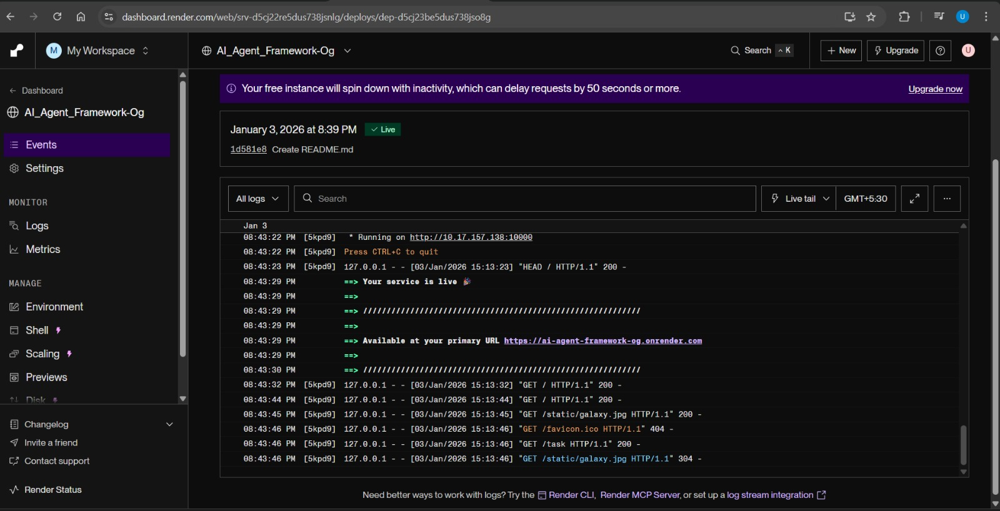 dashboard.render.com/web/srv-d5cj22re5dus738jsnlg/deploys/dep-d5cj23be5dus738jso8g
U
M My Workspace
AI_Agent_Framework-Og
Search ^ K
+ New
Upgrade
U
← Dashboard
AI_Agent_Framework-Og
Events
Settings
MONITOR
Logs
Metrics
MANAGE
Environment
Shell
Scaling
Previews
Disk
Changelog
Invite a friend
Contact support
Render Status
Your free instance will spin down with inactivity, which can delay requests by 50 seconds or more.
Upgrade now
January 3, 2026 at 8:39 PM ✓ Live
1d581e8 Create README.md
All logs
Search
Live tail
GMT+5:30
...
Jan 3
08:43:22 PM [5kpd9] * Running on http://10.17.157.138:10000
08:43:22 PM [5kpd9] Press CTRL+C to quit
08:43:23 PM [5kpd9] 127.0.0.1 - - [03/Jan/2026 15:13:23] "HEAD / HTTP/1.1" 200 -
08:43:29 PM ==> Your service is live 🎉
08:43:29 PM ==>
08:43:29 PM ==> ///////////////////////////////////////////////////////////
08:43:29 PM ==>
08:43:29 PM ==> Available at your primary URL https://ai-agent-framework-og.onrender.com
08:43:29 PM ==>
08:43:30 PM ==> ///////////////////////////////////////////////////////////
08:43:32 PM [5kpd9] 127.0.0.1 - - [03/Jan/2026 15:13:32] "GET / HTTP/1.1" 200 -
08:43:44 PM [5kpd9] 127.0.0.1 - - [03/Jan/2026 15:13:44] "GET / HTTP/1.1" 200 -
08:43:45 PM [5kpd9] 127.0.0.1 - - [03/Jan/2026 15:13:45] "GET /static/galaxy.jpg HTTP/1.1" 200 -
08:43:46 PM [5kpd9] 127.0.0.1 - - [03/Jan/2026 15:13:46] "GET /favicon.ico HTTP/1.1" 404 -
08:43:46 PM [5kpd9] 127.0.0.1 - - [03/Jan/2026 15:13:46] "GET /task HTTP/1.1" 200 -
08:43:46 PM [5kpd9] 127.0.0.1 - - [03/Jan/2026 15:13:46] "GET /static/galaxy.jpg HTTP/1.1" 304 -
Need better ways to work with logs? Try the Render CLI, Render MCP Server, or set up a log stream integration